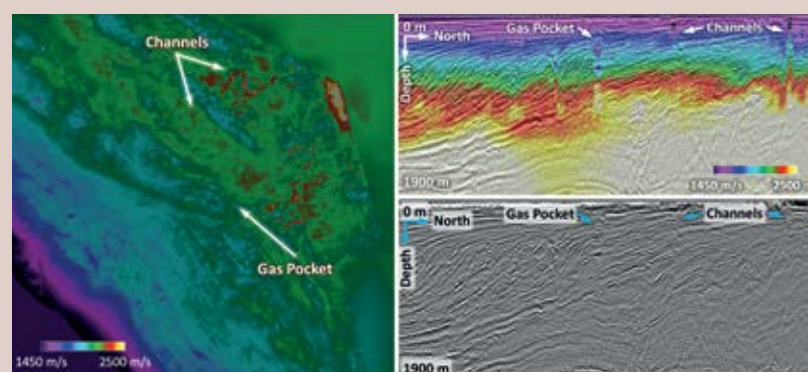 Channels
Gas Pocket
1450 m/s 2500 m/s
0 m Gas Pocket Channels
North
Depth
1900 m 1450 m/s 2500
0 m Gas Pocket Channels
North
Depth
1900 m